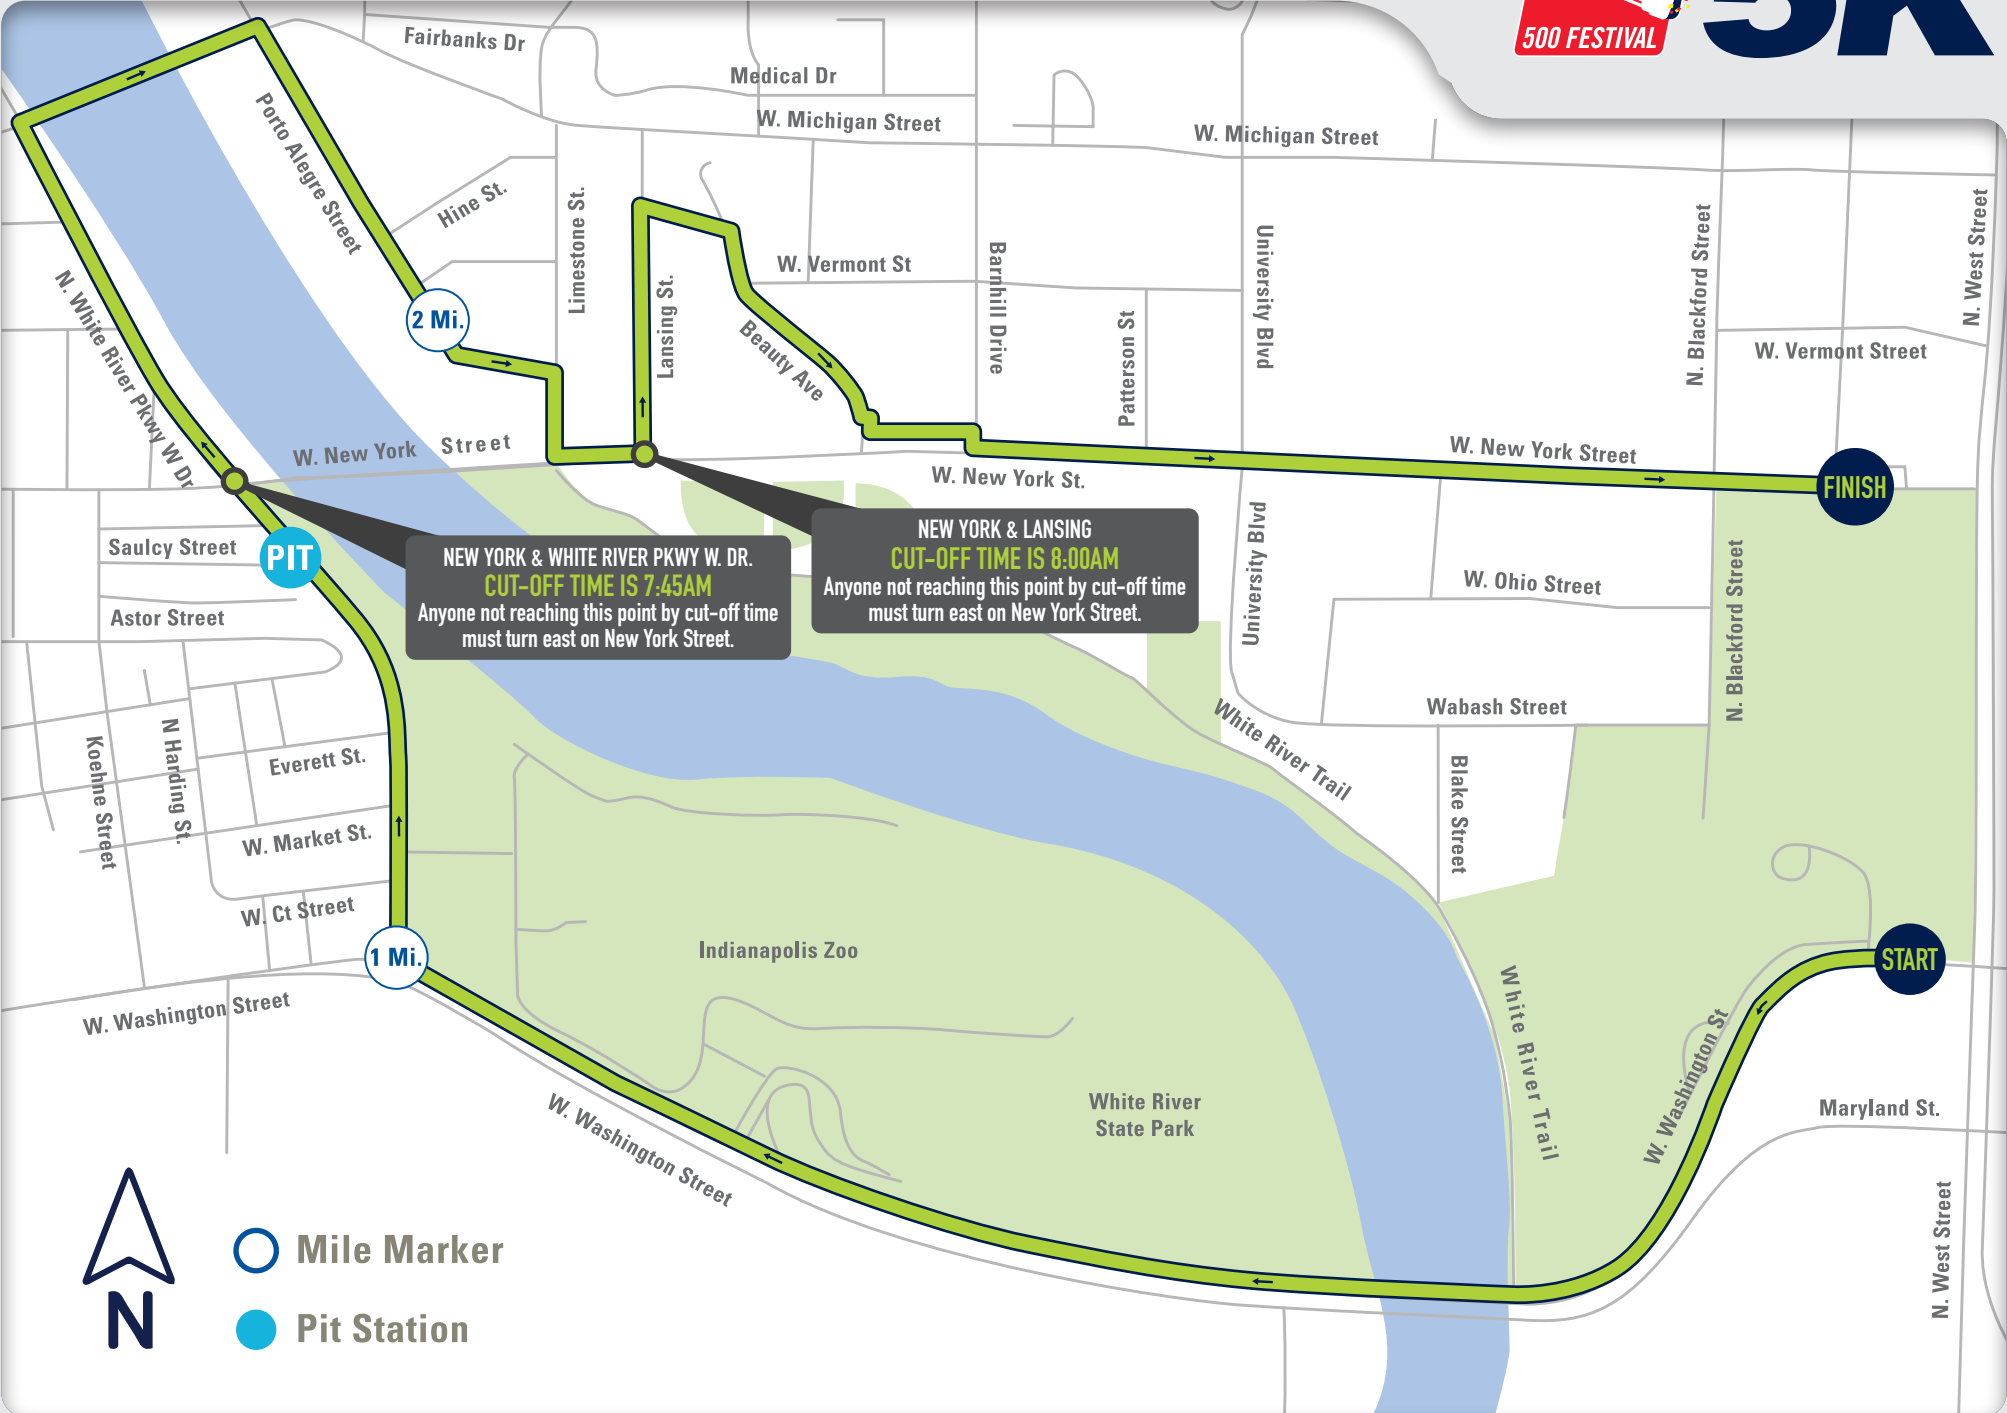 5K
500 FESTIVAL
Fairbanks Dr
Medical Dr
W. Michigan Street
W. Michigan Street
Porto Alegre Street
Hine St.
Limestone St.
Lansing St.
W. Vermont St
Barnhill Drive
University Blvd
N. Blackford Street
N. West Street
N. White River Pkwy W Dr
2 Mi.
Beauty Ave
Patterson St
W. Vermont Street
W. New York Street
W. New York St.
W. New York Street
FINISH
NEW YORK & LANSING
CUT-OFF TIME IS 8:00AM
Anyone not reaching this point by cut-off time
must turn east on New York Street.
NEW YORK & WHITE RIVER PKWY W. DR.
CUT-OFF TIME IS 7:45AM
Anyone not reaching this point by cut-off time
must turn east on New York Street.
Saulcy Street
PIT
Astor Street
University Blvd
W. Ohio Street
N. Blackford Street
Koehne Street
N Harding St.
Everett St.
W. Market St.
W. Ct Street
Wabash Street
White River Trail
Blake Street
1 Mi.
Indianapolis Zoo
START
W. Washington Street
White River Trail
W. Washington St
W. Washington Street
White River
State Park
Maryland St.
N. West Street
N
Mile Marker
Pit Station